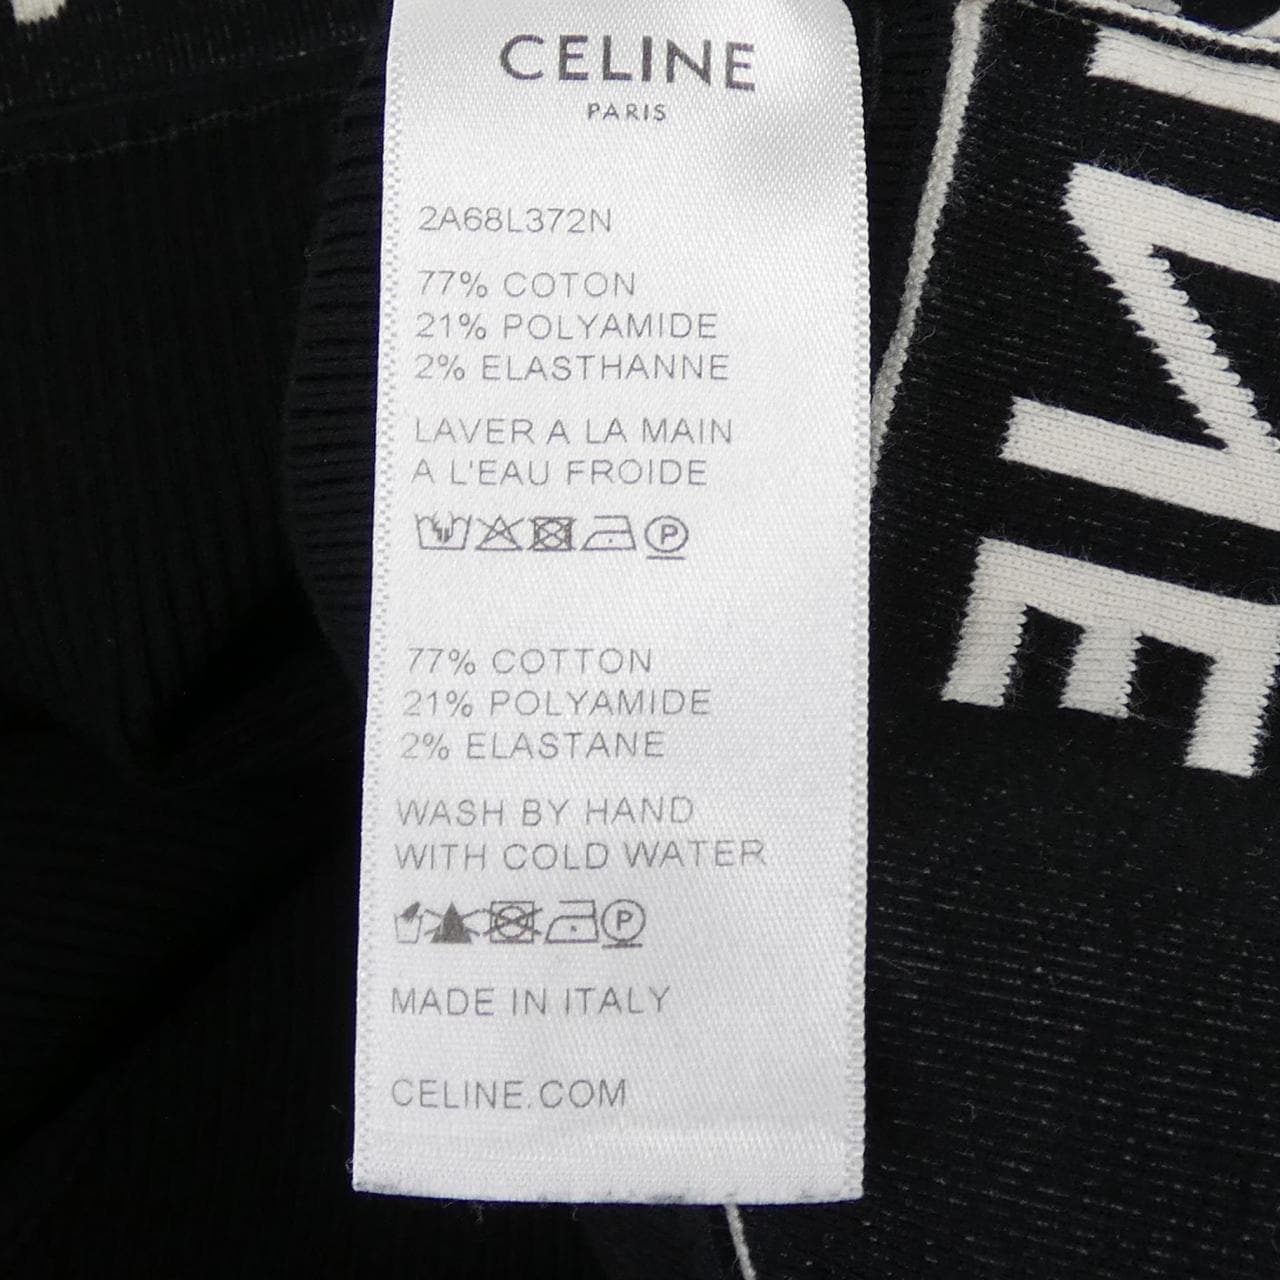 CELINE
PARIS
2A68L372N
77% COTON
21% POLYAMIDE
2% ELASTHANNE
LAVER A LA MAIN
A L'EAU FROIDE
P
77% COTTON
21% POLYAMIDE
2% ELASTANE
WASH BY HAND
WITH COLD WATER
P
MADE IN ITALY
CELINE.COM